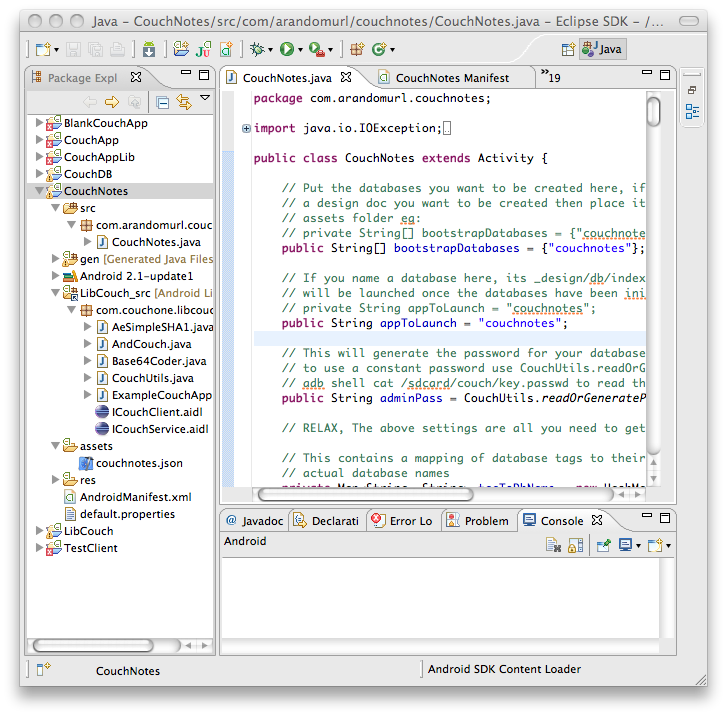 Java – CouchNotes/src/com/arandomurl/couchnotes/CouchNotes.java – Eclipse SDK – /...
Java
Package Expl
CouchNotes.java
CouchNotes Manifest
»19
BlankCouchApp
CouchApp
CouchAppLib
CouchDB
CouchNotes
src
com.arandomurl.couc
CouchNotes.java
gen [Generated Java Files
Android 2.1-update1
LibCouch_src [Android Li
com.couchone.libcouc
AeSimpleSHA1.java
AndCouch.java
Base64Coder.java
CouchUtils.java
ExampleCouchApp
ICouchClient.aidl
ICouchService.aidl
assets
couchnotes.json
res
AndroidManifest.xml
default.properties
LibCouch
TestClient
package com.arandomurl.couchnotes;
import java.io.IOException;
public class CouchNotes extends Activity {
// Put the databases you want to be created here, if
// a design doc you want to be created then place it
// assets folder eg:
// private String[] bootstrapDatabases = {"couchnote
public String[] bootstrapDatabases = {"couchnotes"};
// If you name a database here, its _design/db/index
// will be launched once the databases have been ini
// private String appToLaunch = "couchnotes";
public String appToLaunch = "couchnotes";
// This will generate the password for your database
// to use a constant password use CouchUtils.readOrG
// adb shell cat /sdcard/couch/key.passwd to read th
public String adminPass = CouchUtils.readOrGenerateP
// RELAX, The above settings are all you need to get
// This contains a mapping of database tags to their
// actual database names
@ Javadoc
Declarati
Error Lo
Problem
Console
Android
CouchNotes
Android SDK Content Loader